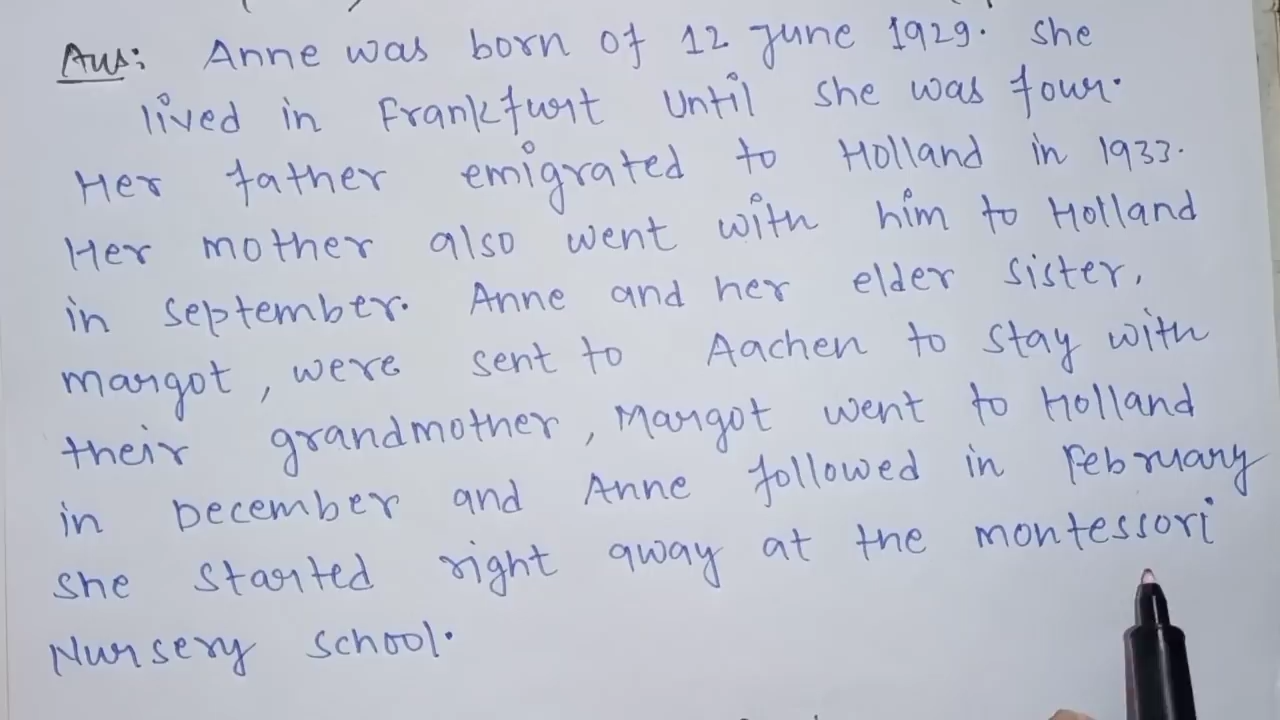 Ans: Anne was born of 12 June 1929. She
lived in Frankfurt Until she was four.
Her father emigrated to Holland in 1933.
Her mother also went with him to Holland
in september. Anne and her elder sister,
margot, were sent to Aachen to stay with
their grandmother, Margot went to Holland
in December and Anne followed in February
she started right away at the montessori
Nursery school.